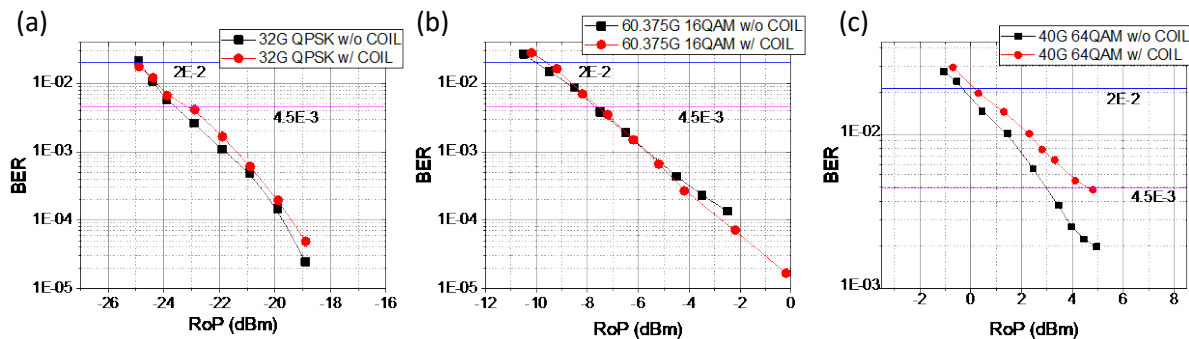 (a)
32G QPSK w/o COIL
32G QPSK w/ COIL
2E-2
4.5E-3
BER
1E-02
1E-03
1E-04
1E-05
-26 -24 -22 -20 -18 -16
RoP (dBm)
(b)
60.375G 16QAM w/o COIL
60.375G 16QAM w/ COIL
2E-2
4.5E-3
BER
1E-02
1E-03
1E-04
1E-05
-12 -10 -8 -6 -4 -2 0
RoP (dBm)
(c)
40G 64QAM w/o COIL
40G 64QAM w/ COIL
2E-2
4.5E-3
BER
1E-02
1E-03
0 2 4 6 8
RoP (dBm)